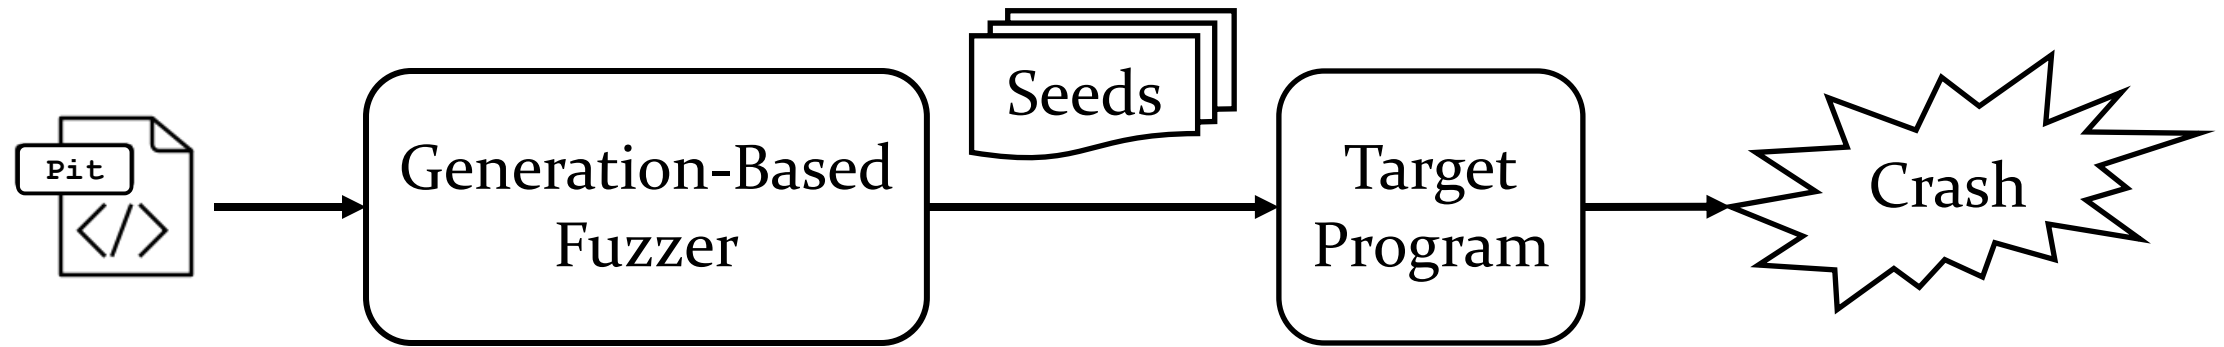 Pit
</>
Generation-Based
Fuzzer
Seeds
Target
Program
Crash